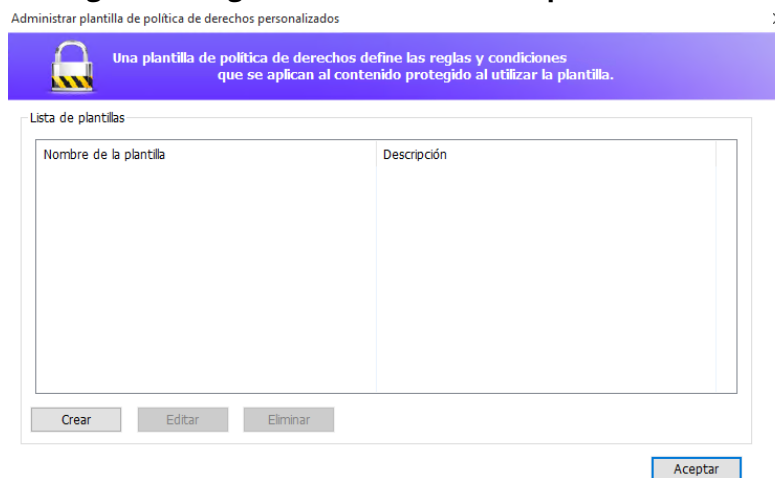 Administrar plantilla de política de derechos personalizados
Una plantilla de política de derechos define las reglas y condiciones
que se aplican al contenido protegido al utilizar la plantilla.
Lista de plantillas
Nombre de la plantilla Descripción
Crear Editar Eliminar
Aceptar